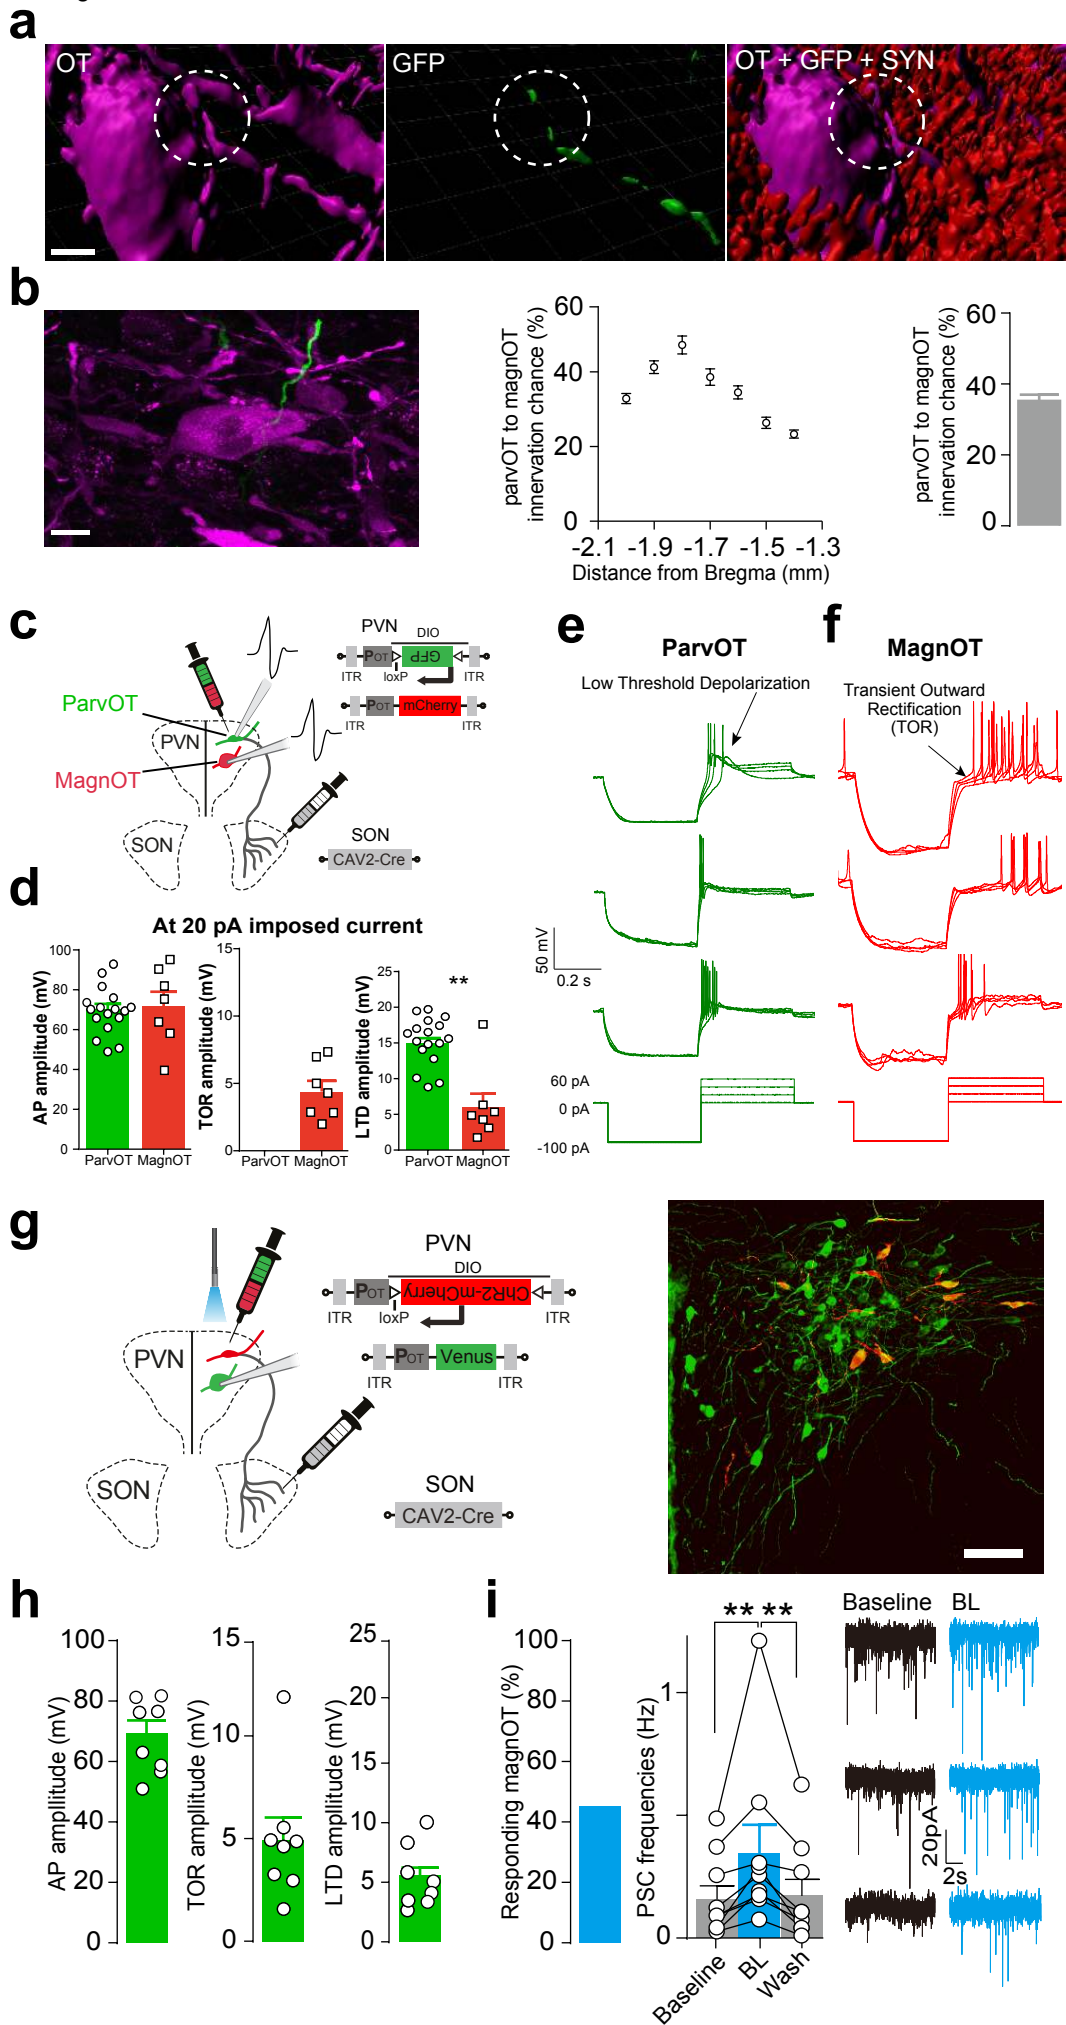 a
OT
GFP
OT + GFP + SYN
b
parvOT to magnOT
innervation chance (%)
60
40
20
0
-2.1 -1.9 -1.7 -1.5 -1.3
Distance from Bregma (mm)
parvOT to magnOT
innervation chance (%)
60
40
20
0
c
ParvOT
MagnOT
PVN
SON
PVN
DIO
POT
GFP
ITR
loxP
ITR
POT
mCherry
ITR
ITR
SON
CAV2-Cre
d
At 20 pA imposed current
AP amplitude (mV)
100
80
60
40
20
0
ParvOT MagnOT
TOR amplitude (mV)
15
10
5
0
ParvOT MagnOT
LTD amplitude (mV)
25
20
15
10
5
0
**
ParvOT MagnOT
e
ParvOT
Low Threshold Depolarization
50 mV
0.2 s
60 pA
0 pA
-100 pA
f
MagnOT
Transient Outward
Rectification
(TOR)
g
PVN
SON
PVN
DIO
POT
ChR2-mCherry
ITR
loxP
ITR
POT
Venus
ITR
ITR
SON
CAV2-Cre
h
AP ampllitude (mV)
100
80
60
40
20
0
TOR amplitude (mV)
15
10
5
0
LTD amplitude (mV)
25
20
15
10
5
0
i
Responding magnOT (%)
100
80
60
40
20
0
PSC frequencies (Hz)
1
0
** **
Baseline
BL
Wash
Baseline
BL
20pA
2s